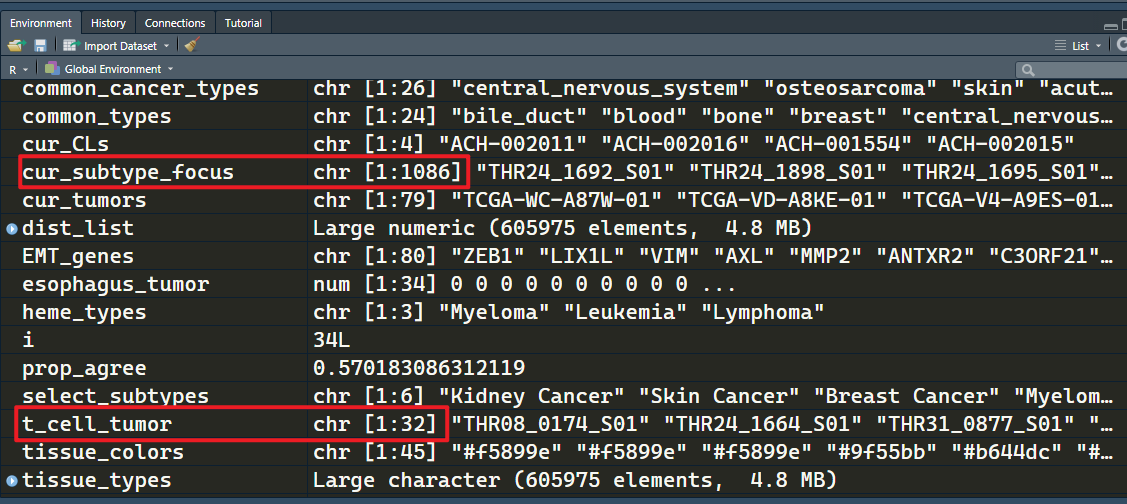 Environment History Connections Tutorial
Import Dataset List
R Global Environment
common_cancer_types chr [1:26] "central_nervous_system" "osteosarcoma" "skin" "acut…
common_types chr [1:24] "bile_duct" "blood" "bone" "breast" "central_nervous…
cur_CLs chr [1:4] "ACH-002011" "ACH-002016" "ACH-001554" "ACH-002015"
cur_subtype_focus chr [1:1086] "THR24_1692_S01" "THR24_1898_S01" "THR24_1695_S01"…
cur_tumors chr [1:79] "TCGA-WC-A87W-01" "TCGA-VD-A8KE-01" "TCGA-V4-A9ES-01…
dist_list Large numeric (605975 elements, 4.8 MB)
EMT_genes chr [1:80] "ZEB1" "LIX1L" "VIM" "AXL" "MMP2" "ANTXR2" "C3ORF21"…
esophagus_tumor num [1:34] 0 0 0 0 0 0 0 0 0 0 ...
heme_types chr [1:3] "Myeloma" "Leukemia" "Lymphoma"
i 34L
prop_agree 0.570183086312119
select_subtypes chr [1:6] "Kidney Cancer" "Skin Cancer" "Breast Cancer" "Myelom…
t_cell_tumor chr [1:32] "THR08_0174_S01" "THR24_1664_S01" "THR31_0877_S01" "…
tissue_colors chr [1:45] "#f5899e" "#f5899e" "#f5899e" "#9f55bb" "#b644dc" "#…
tissue_types Large character (605975 elements, 4.8 MB)